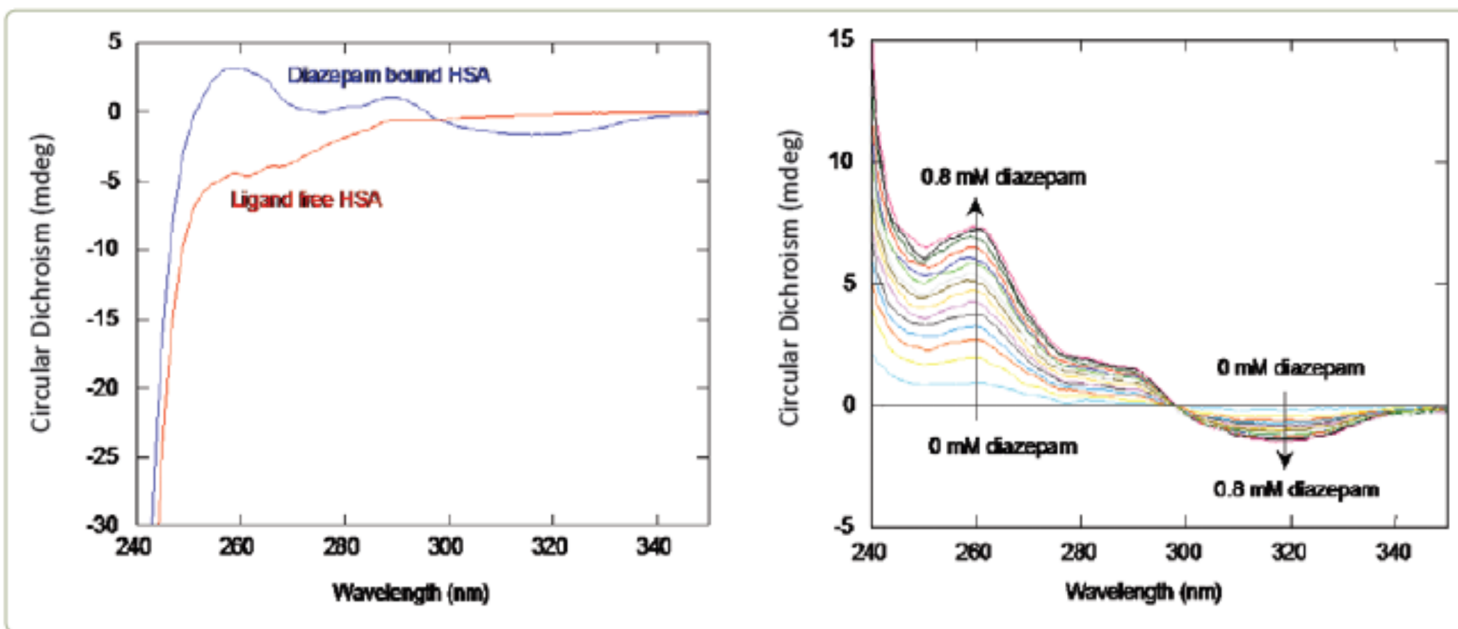 Circular Dichroism (mdeg)
5
0
-5
-10
-15
-20
-25
-30
Diazepam bound HSA
Ligand free HSA
240
260
280
300
320
340
Wavelength (nm)
Circular Dichroism (mdeg)
15
10
5
0
-5
0.8 mM diazepam
0 mM diazepam
0 mM diazepam
0.8 mM diazepam
240
260
280
300
320
340
Wavelength (nm)